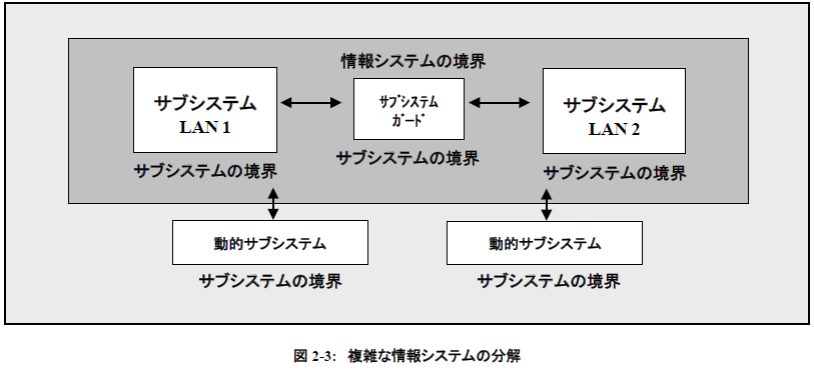 情報システムの境界
サブシステム
LAN 1
ｻﾌﾞｼｽﾃﾑ
ｶﾞｰﾄﾞ
サブシステム
LAN 2
サブシステムの境界
サブシステムの境界
サブシステムの境界
動的サブシステム
動的サブシステム
サブシステムの境界
サブシステムの境界
図 2-3: 複雑な情報システムの分解